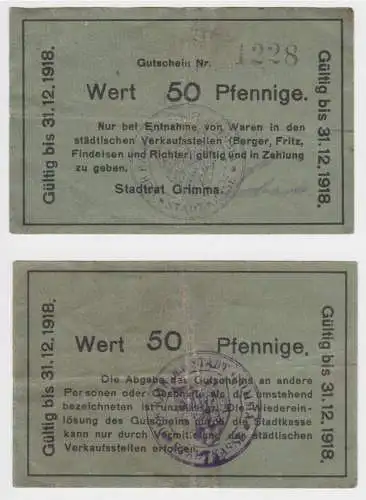 Gutschein Nr. 1228
Wert 50 Pfennige.
Nur bei Entnahme von Waren in den
städtischen Verkaufsstellen (Berger, Fritz,
Findeisen und Richter) gültig und in Zahlung
zu geben.
Stadtrat Grimma.
Gültig bis 31. 12. 1918.
Gültig bis 31. 12. 1918.
STADTKASSE
Wert 50 Pfennige.
Die Abgabe des Gutscheins an andere
Personen oder Geschäfte als die umstehend
bezeichneten ist unzulässig. Die Wiederein-
lösung des Gutscheins durch die Stadtkasse
kann nur durch Vermittlung der städtischen
Verkaufsstellen erfolgen.
Gültig bis 31. 12. 1918.
Gültig bis 31. 12. 1918.